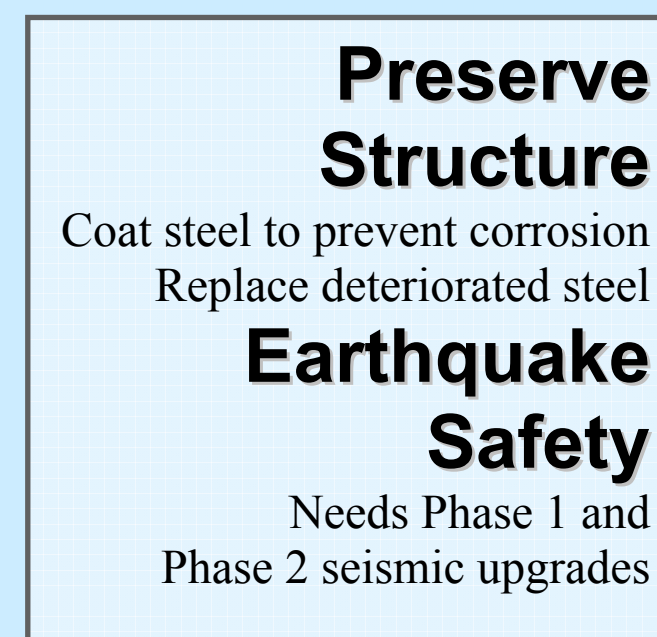 Preserve
Structure
Coat steel to prevent corrosion
Replace deteriorated steel
Earthquake
Safety
Needs Phase 1 and
Phase 2 seismic upgrades